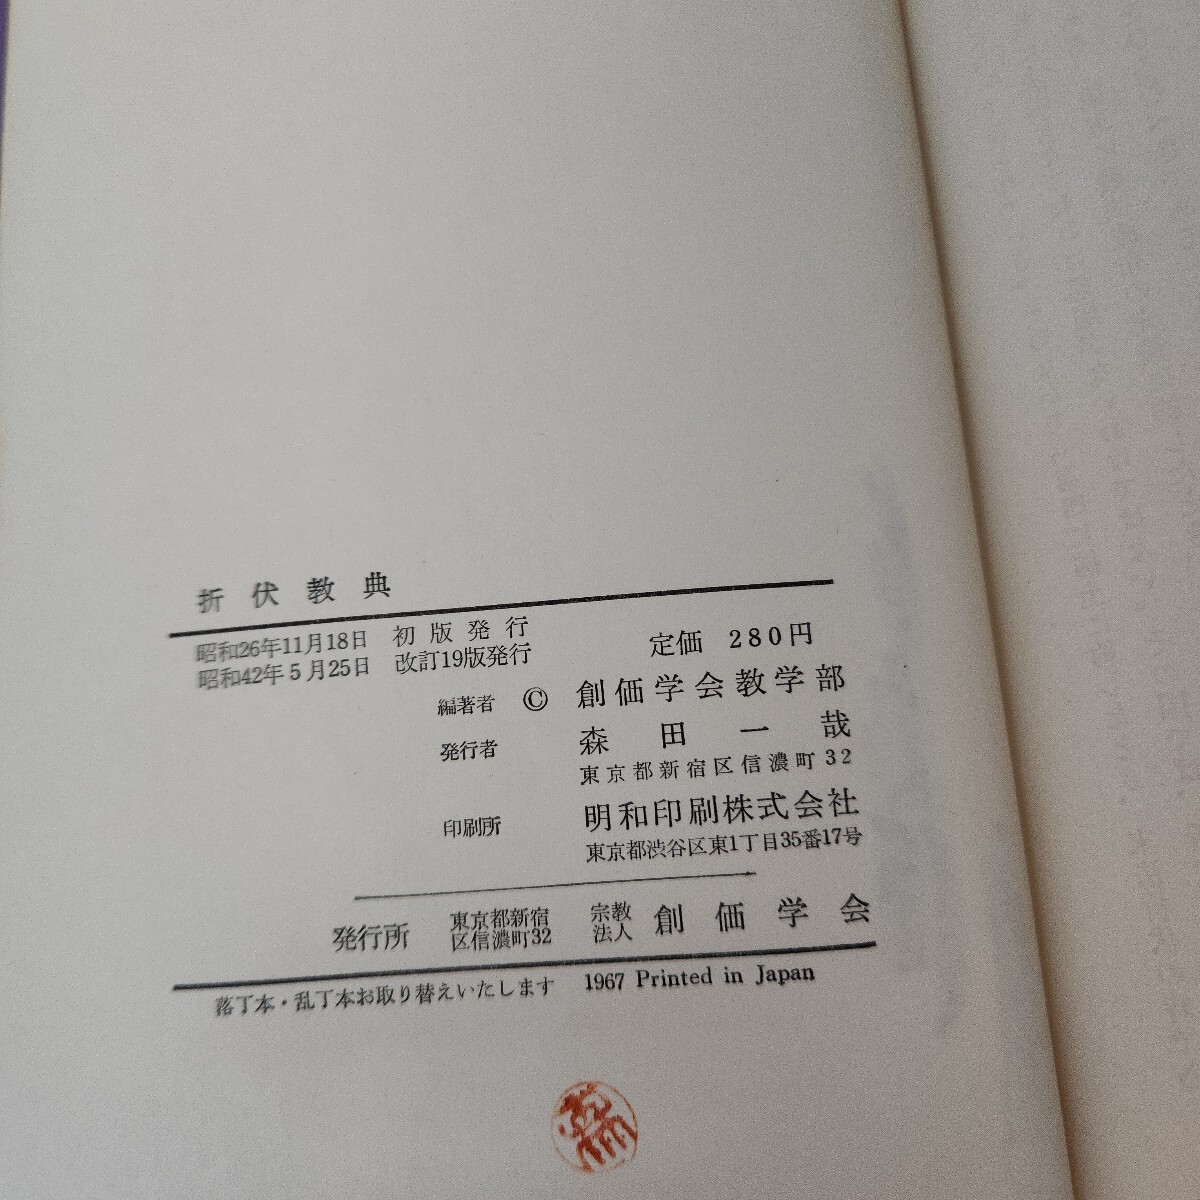 折伏教典
昭和26年11月18日 初版発行
昭和42年5月25日 改訂19版発行
定価 280円
編著者 © 創価学会教学部
発行者 森田一哉
東京都新宿区信濃町32
印刷所 明和印刷株式会社
東京都渋谷区東1丁目35番17号
発行所 東京都新宿区信濃町32 宗教法人 創価学会
落丁本・乱丁本お取り替えいたします 1967 Printed in Japan